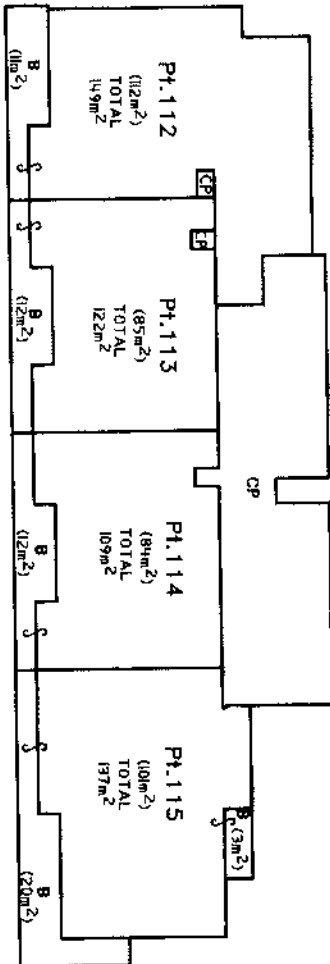 Pt.112
(112m²)
TOTAL
149m²
B
(11m²)
CP
CP
Pt.113
(85m²)
TOTAL
122m²
B
(12m²)
CP
Pt.114
(84m²)
TOTAL
109m²
B
(12m²)
Pt.115
(101m²)
TOTAL
137m²
B
(3m²)
B
(20m²)